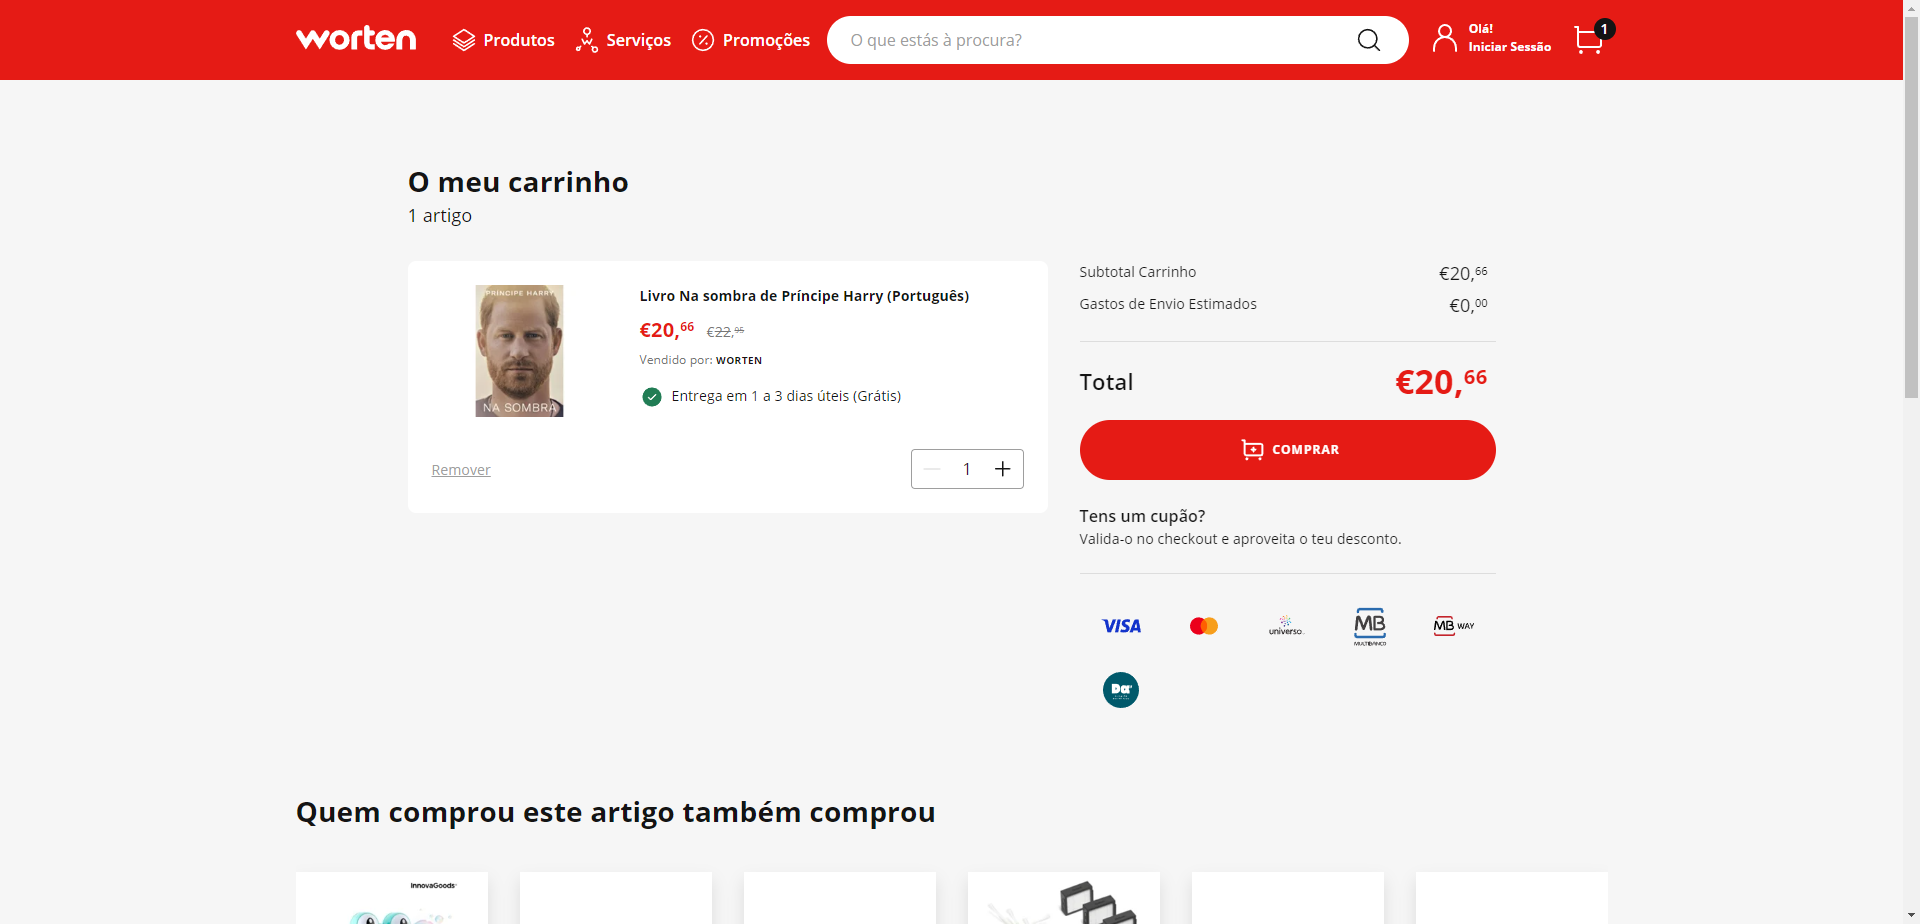 worten
Produtos
Serviços
Promoções
O que estás à procura?
Olá!
Iniciar Sessão
1
O meu carrinho
1 artigo
PRÍNCIPE HARRY
NA SOMBRA
Livro Na sombra de Príncipe Harry (Português)
€20,66 €22,95
Vendido por: WORTEN
Entrega em 1 a 3 dias úteis (Grátis)
Remover
1
Subtotal Carrinho €20,66
Gastos de Envio Estimados €0,00
Total €20,66
COMPRAR
Tens um cupão?
Valida-o no checkout e aproveita o teu desconto.
VISA
universo
MB
MULTIBANCO
MB WAY
Da
Quem comprou este artigo também comprou
InnovaGoods